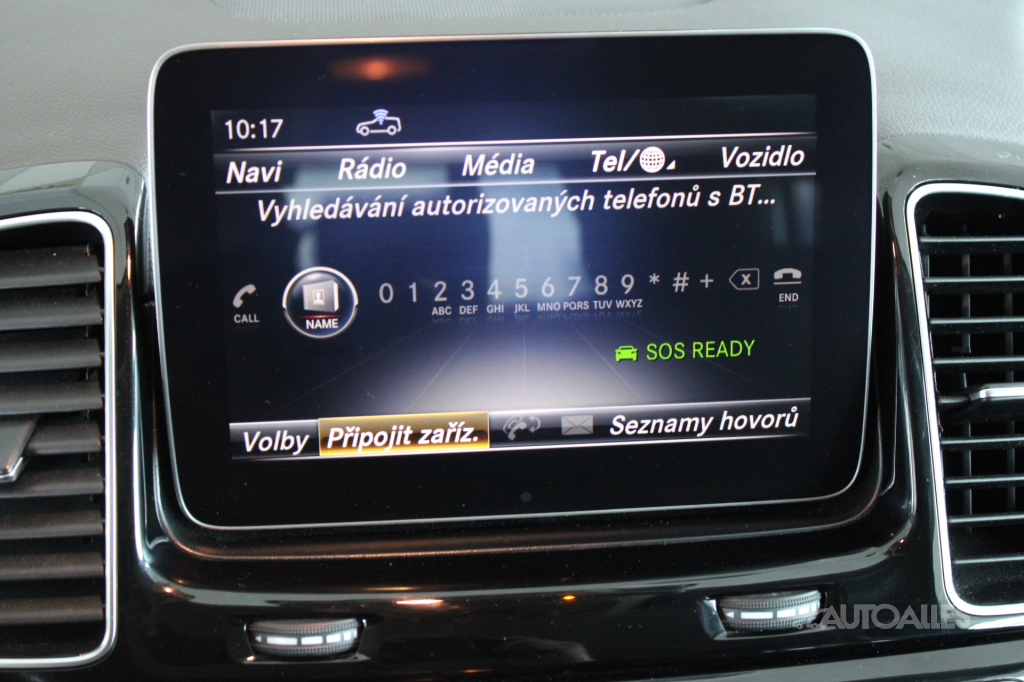 10:17
Navi Rádio Média Tel/ Vozidlo
Vyhledávání autorizovaných telefonů s BT...
CALL NAME 0 1 2 3 4 5 6 7 8 9 * # + X END
ABC DEF GHI JKL MNO PQRS TUV WXYZ
SOS READY
Volby Připojit zaříz. Seznamy hovorů
AUTOALLES